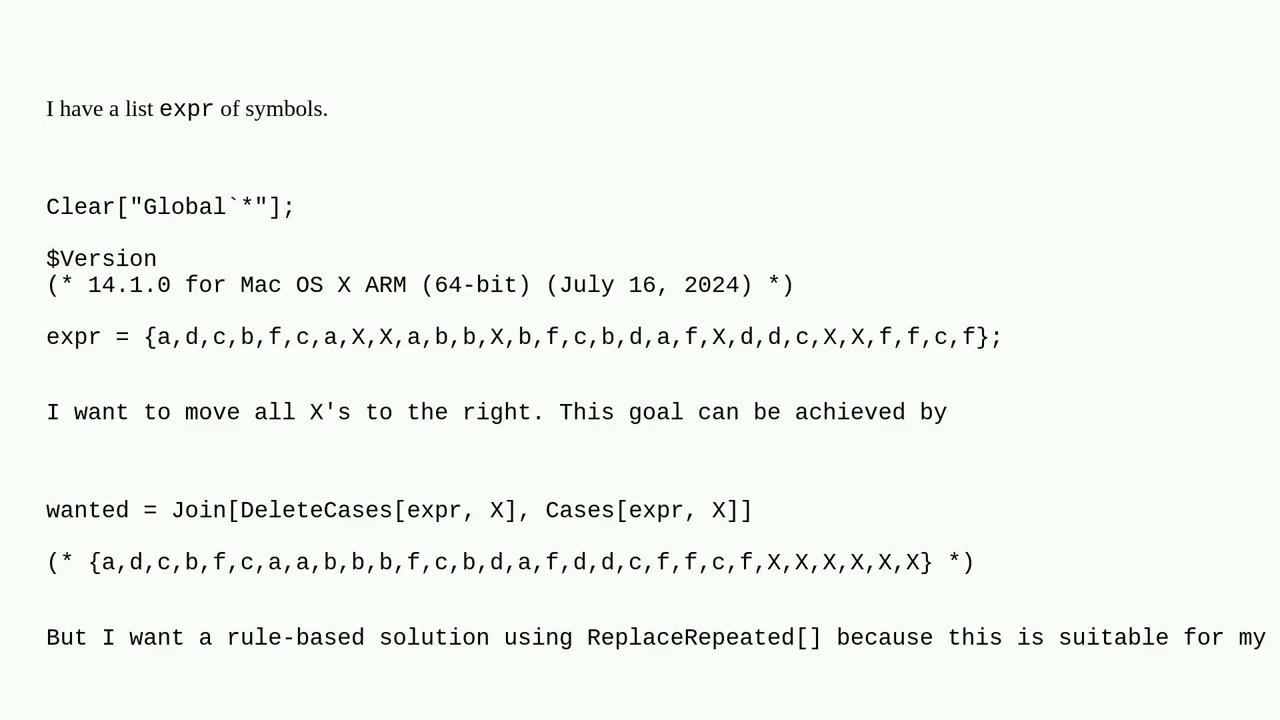 I have a list expr of symbols.
Clear["Global`*"];
$Version
(* 14.1.0 for Mac OS X ARM (64-bit) (July 16, 2024) *)
expr = {a,d,c,b,f,c,a,X,X,a,b,b,X,b,f,c,b,d,a,f,X,d,d,c,X,X,f,f,c,f};
I want to move all X's to the right. This goal can be achieved by
wanted = Join[DeleteCases[expr, X], Cases[expr, X]]
(* {a,d,c,b,f,c,a,a,b,b,b,f,c,b,d,a,f,d,d,c,f,f,c,f,X,X,X,X,X,X} *)
But I want a rule-based solution using ReplaceRepeated[] because this is suitable for my